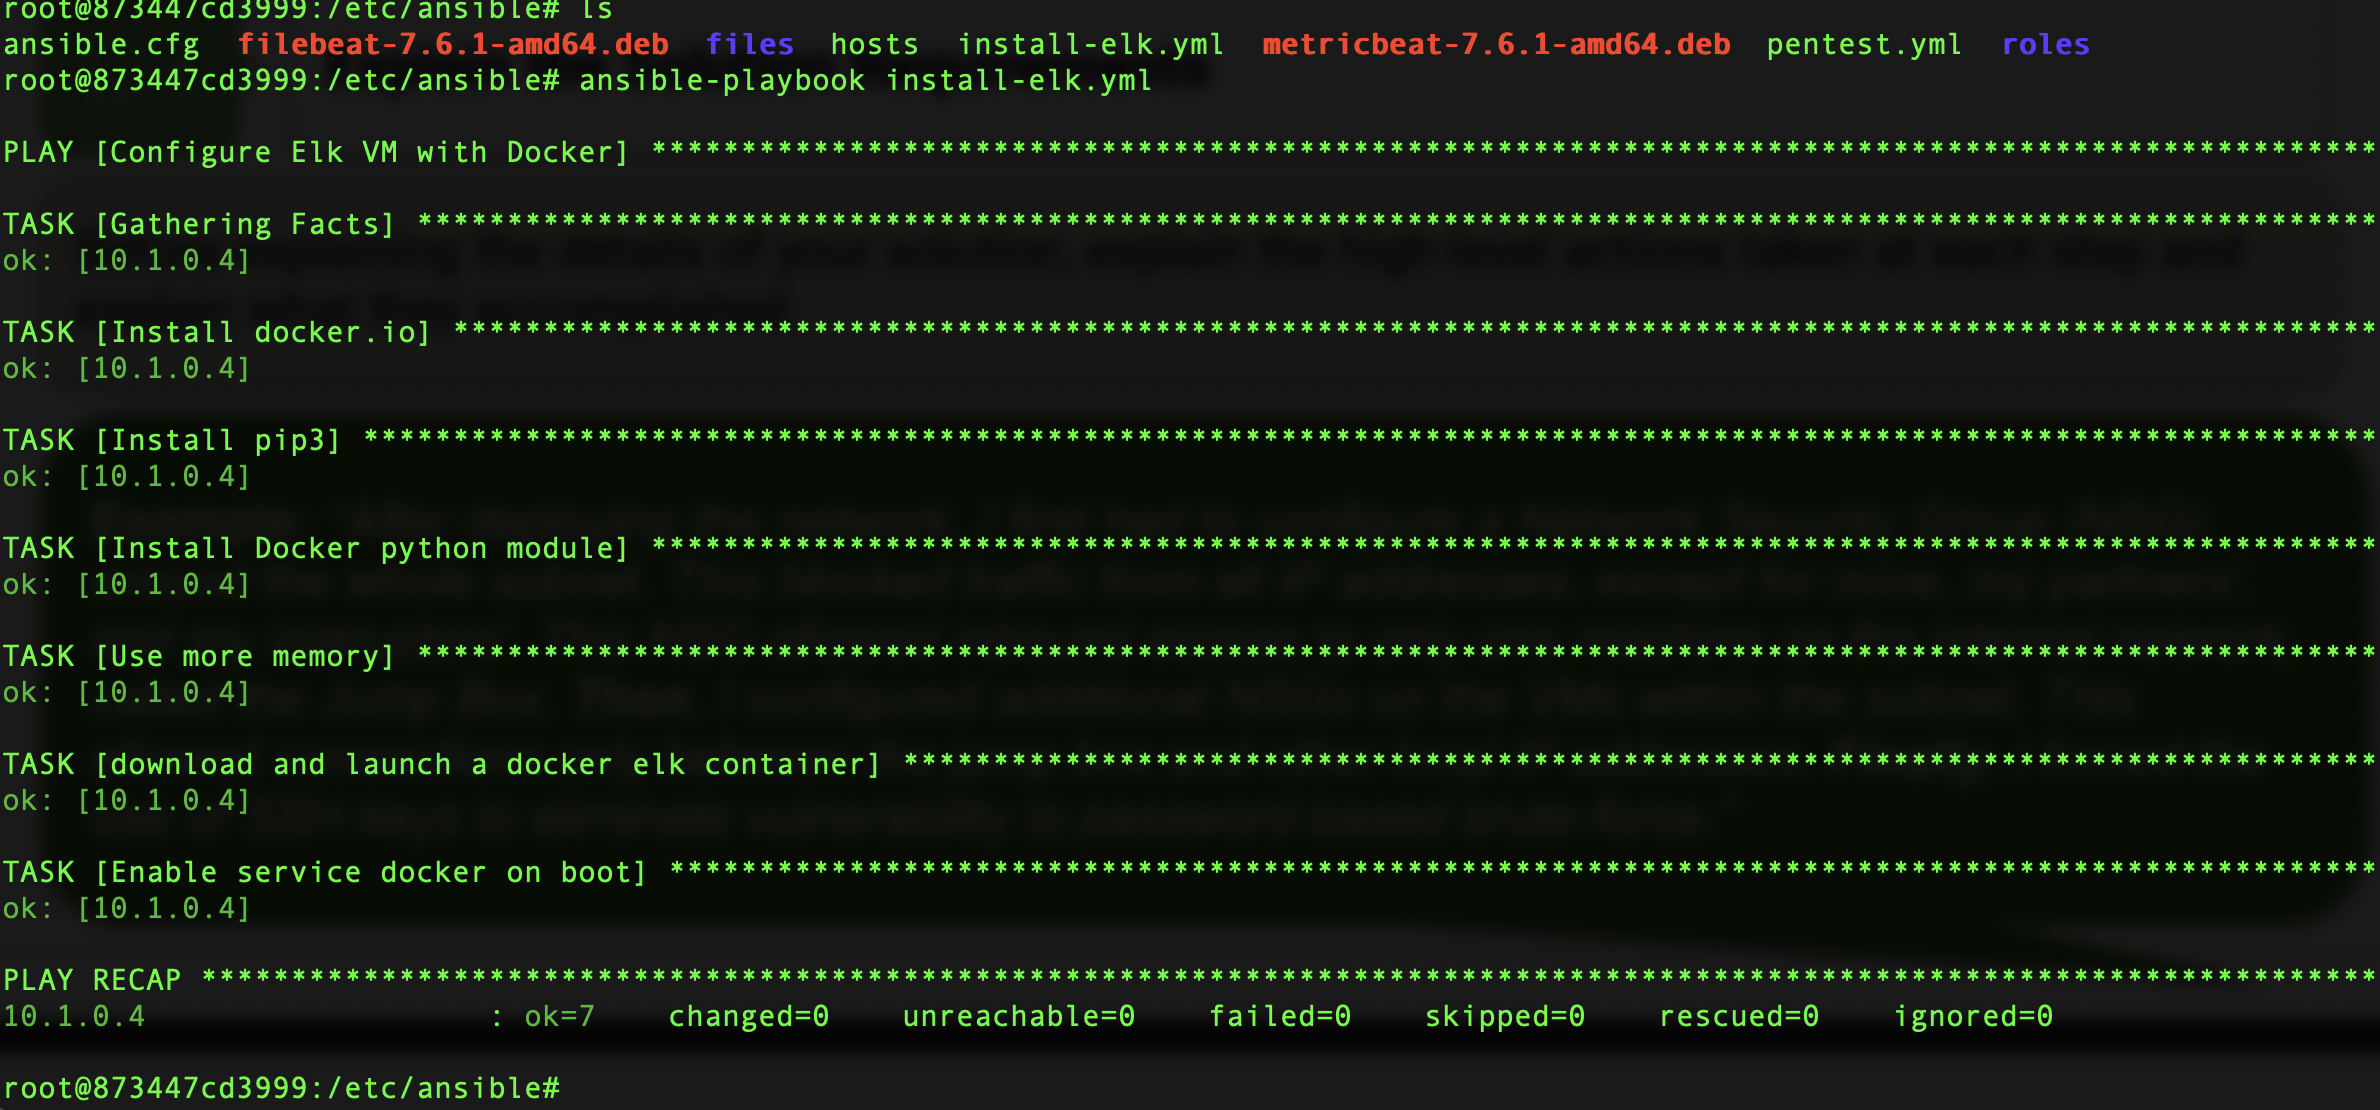 root@873447cd3999:/etc/ansible# ls
ansible.cfg filebeat-7.6.1-amd64.deb files hosts install-elk.yml metricbeat-7.6.1-amd64.deb pentest.yml roles
root@873447cd3999:/etc/ansible# ansible-playbook install-elk.yml
PLAY [Configure Elk VM with Docker] ************************************************************************************************
TASK [Gathering Facts] *************************************************************************************************************
ok: [10.1.0.4]
TASK [Install docker.io] ***********************************************************************************************************
ok: [10.1.0.4]
TASK [Install pip3] ****************************************************************************************************************
ok: [10.1.0.4]
TASK [Install Docker python module] ************************************************************************************************
ok: [10.1.0.4]
TASK [Use more memory] *************************************************************************************************************
ok: [10.1.0.4]
TASK [download and launch a docker elk container] **********************************************************************************
ok: [10.1.0.4]
TASK [Enable service docker on boot] ***********************************************************************************************
ok: [10.1.0.4]
PLAY RECAP *************************************************************************************************************************
10.1.0.4 : ok=7 changed=0 unreachable=0 failed=0 skipped=0 rescued=0 ignored=0
root@873447cd3999:/etc/ansible#